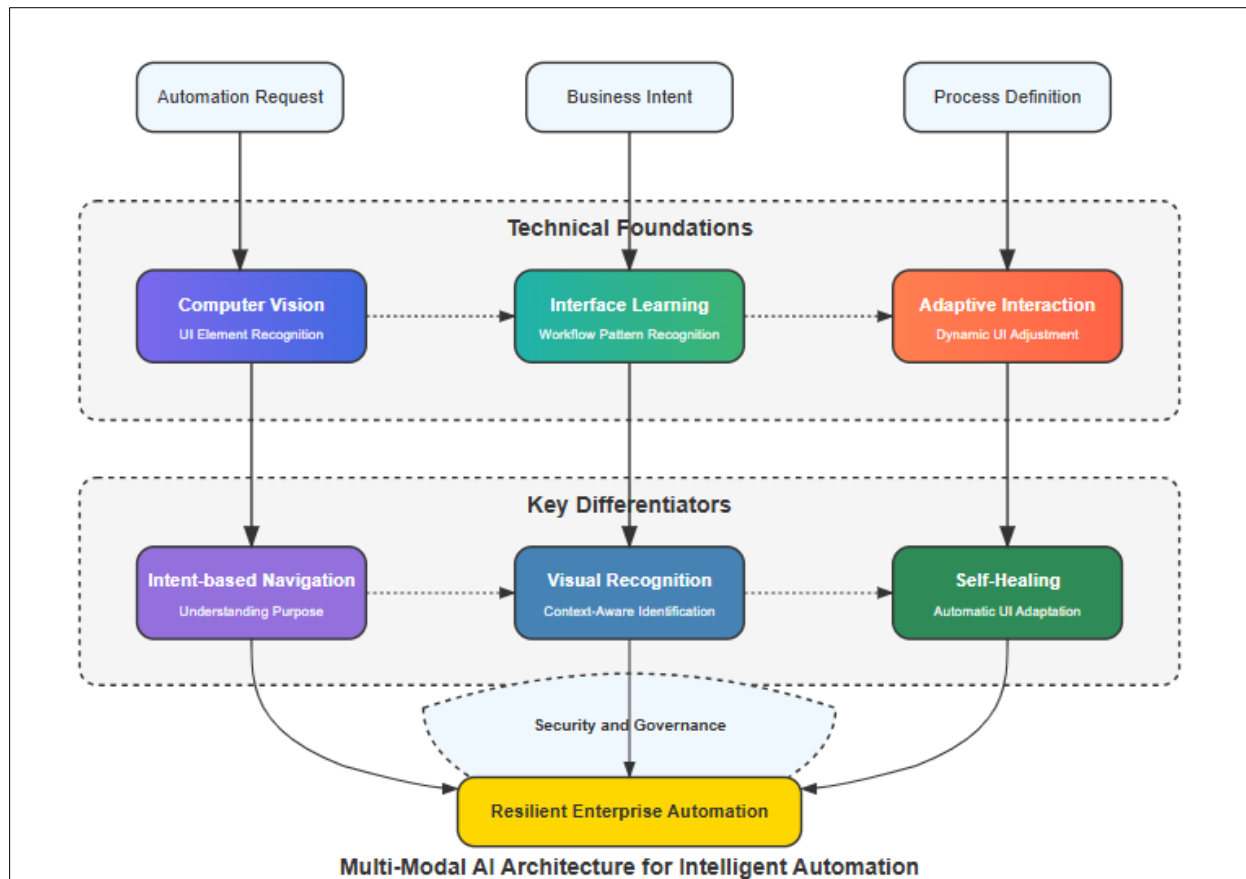 Automation Request
Business Intent
Process Definition
Technical Foundations
Computer Vision
UI Element Recognition
Interface Learning
Workflow Pattern Recognition
Adaptive Interaction
Dynamic UI Adjustment
Key Differentiators
Intent-based Navigation
Understanding Purpose
Visual Recognition
Context-Aware Identification
Self-Healing
Automatic UI Adaptation
Security and Governance
Resilient Enterprise Automation
Multi-Modal AI Architecture for Intelligent Automation